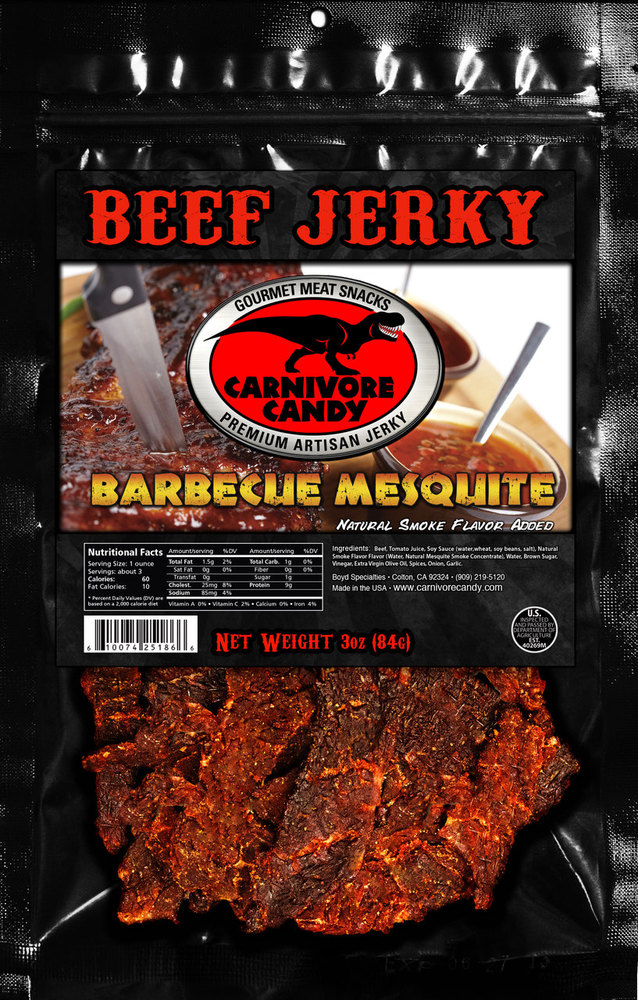 BEEF JERKY
GOURMET MEAT SNACKS
CARNIVORE
CANDY
PREMIUM ARTISAN JERKY
BARBECUE MESQUITE
NATURAL SMOKE FLAVOR ADDED
Nutritional Facts
Serving Size: 1 ounce
Servings: about 3
Calories: 60
Fat Calories: 10
* Percent Daily Values (DV) are
based on a 2,000 calorie diet
Amount/serving %DV Amount/serving %DV
Total Fat 1.5g 2% Total Carb. 1g 0%
Sat Fat 0g 0% Fiber 0g 0%
Transfat 0g Sugar 1g
Cholest. 25mg 8% Protein 9g
Sodium 85mg 4%
Vitamin A 0% • Vitamin C 2% • Calcium 0% • Iron 4%
Ingredients: Beef, Tomato Juice, Soy Sauce (water,wheat, soy beans, salt), Natural
Smoke Flavor Flavor (Water, Natural Mesquite Smoke Concentrate), Water, Brown Sugar,
Vinegar, Extra Virgin Olive Oil, Spices, Onion, Garlic.
Boyd Specialties • Colton, CA 92324 • (909) 219-5120
Made in the USA • www.carnivorecandy.com
6 10074 25186 6
NET WEIGHT 3OZ (84G)
U.S.
INSPECTED
AND PASSED BY
DEPARTMENT OF
AGRICULTURE
EST.
40269M